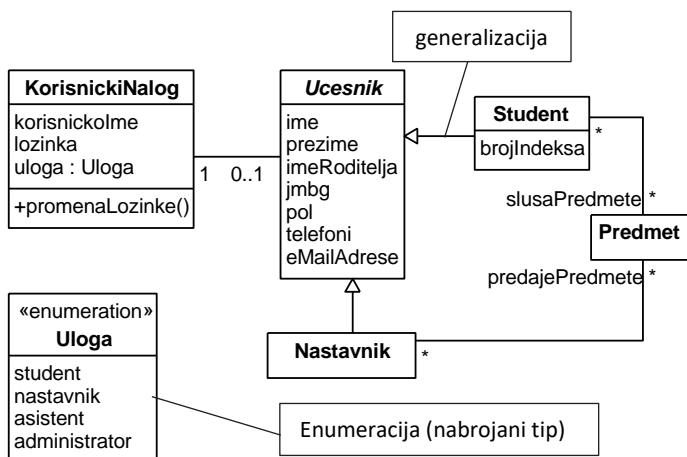 generalizacija
KorisnickiNalog
korisnickoIme
lozinka
uloga : Uloga
+promenaLozinke()
1
0..1
Ucesnik
ime
prezime
imeRoditelja
jmbg
pol
telefoni
eMailAdrese
Student
brojIndeksa
*
slusaPredmete
*
Predmet
predajePredmete
*
Nastavnik
*
«enumeration»
Uloga
student
nastavnik
asistent
administrator
Enumeracija (nabrojani tip)